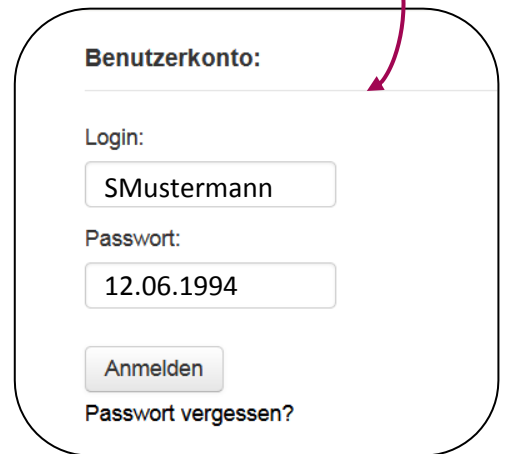 Benutzerkonto:
Login:
SMustermann
Passwort:
12.06.1994
Anmelden
Passwort vergessen?